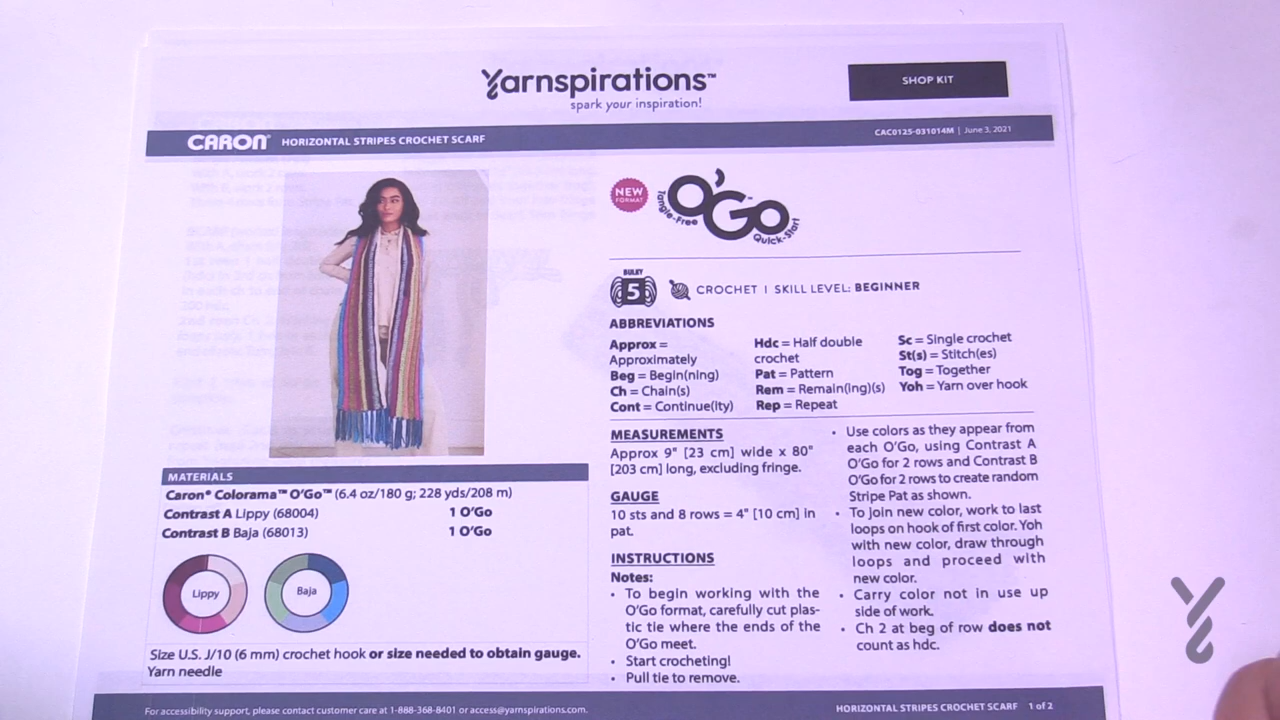 Yarnspirations™
spark your inspiration!
SHOP KIT
CARON® HORIZONTAL STRIPES CROCHET SCARF
CAC0125-031014M | June 3, 2021
NEW
FORMAT
O'Go™
Tangle-Free
Quick-Start
BULKY
5
CROCHET | SKILL LEVEL: BEGINNER
ABBREVIATIONS
Approx =
Approximately
Beg = Begin(ning)
Ch = Chain(s)
Cont = Continue(ity)
Hdc = Half double
crochet
Pat = Pattern
Rem = Remain(ing)(s)
Rep = Repeat
Sc = Single crochet
St(s) = Stitch(es)
Tog = Together
Yoh = Yarn over hook
MATERIALS
Caron® Colorama™ O'Go™ (6.4 oz/180 g; 228 yds/208 m)
Contrast A Lippy (68004) 1 O'Go
Contrast B Baja (68013) 1 O'Go
Lippy
Baja
Size U.S. J/10 (6 mm) crochet hook or size needed to obtain gauge.
Yarn needle
MEASUREMENTS
Approx 9" [23 cm] wide x 80"
[203 cm] long, excluding fringe.
GAUGE
10 sts and 8 rows = 4" [10 cm] in
pat.
INSTRUCTIONS
Notes:
• To begin working with the
O'Go format, carefully cut plas-
tic tie where the ends of the
O'Go meet.
• Start crocheting!
• Pull tie to remove.
• Use colors as they appear from
each O'Go, using Contrast A
O'Go for 2 rows and Contrast B
O'Go for 2 rows to create random
Stripe Pat as shown.
• To join new color, work to last
loops on hook of first color. Yoh
with new color, draw through
loops and proceed with
new color.
• Carry color not in use up
side of work.
• Ch 2 at beg of row does not
count as hdc.
For accessibility support, please contact customer care at 1-888-368-8401 or access@yarnspirations.com.
HORIZONTAL STRIPES CROCHET SCARF 1 of 2